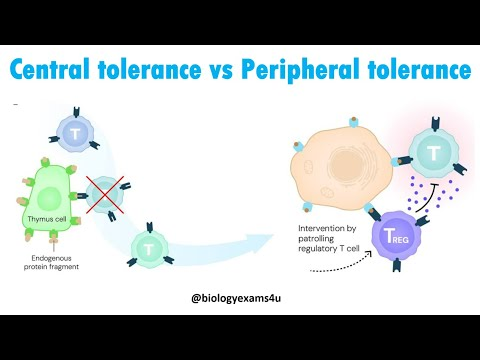 Central tolerance vs Peripheral tolerance
T
Thymus cell
T
Endogenous
protein fragment
T
T
Intervention by
patrolling
regulatory T cell
TREG
@biologyexams4u